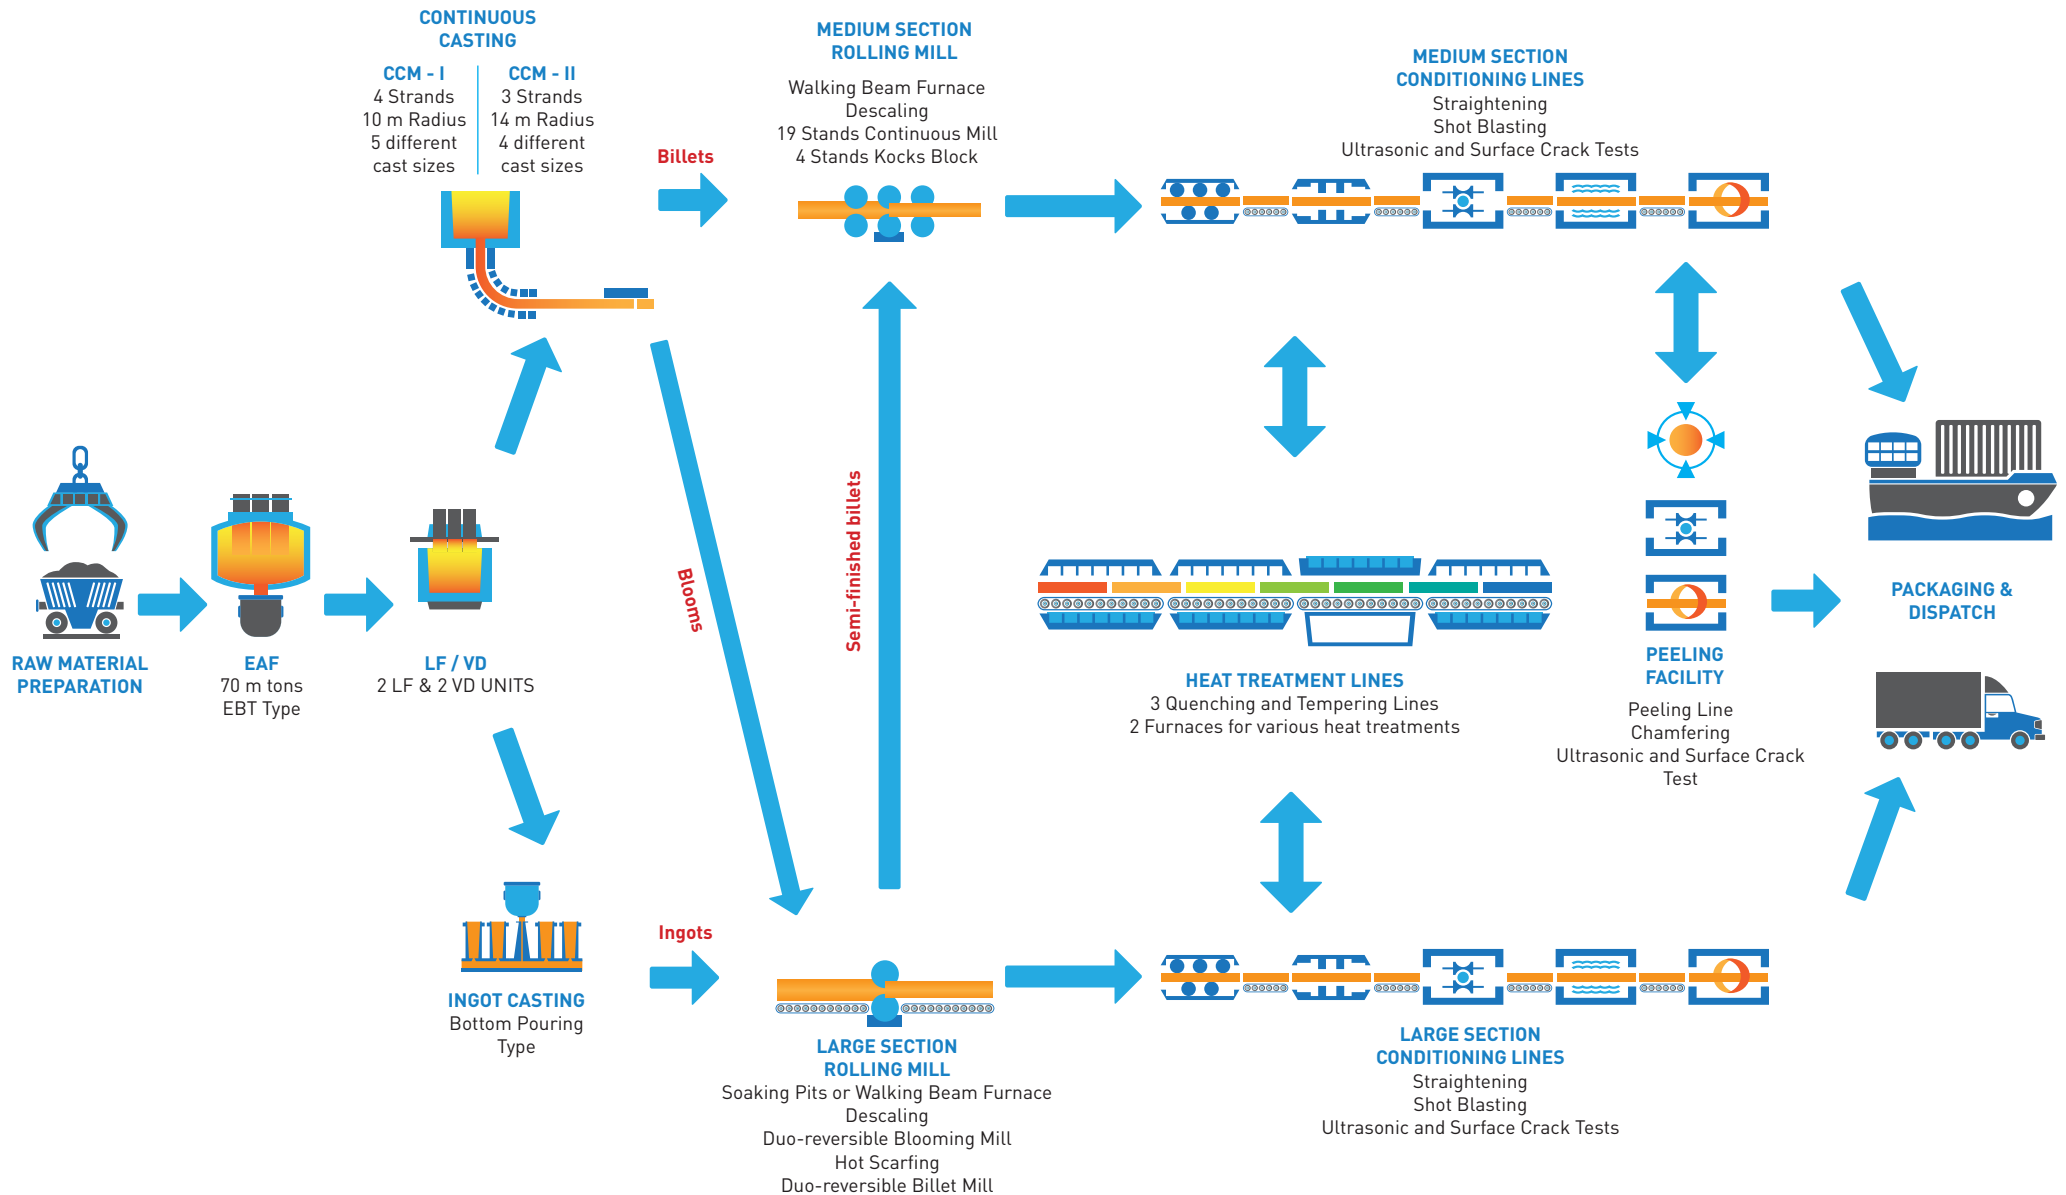 CONTINUOUS
CASTING
CCM - I
4 Strands
10 m Radius
5 different
cast sizes
CCM - II
3 Strands
14 m Radius
4 different
cast sizes
Billets
MEDIUM SECTION
ROLLING MILL
Walking Beam Furnace
Descaling
19 Stands Continuous Mill
4 Stands Kocks Block
MEDIUM SECTION
CONDITIONING LINES
Straightening
Shot Blasting
Ultrasonic and Surface Crack Tests
RAW MATERIAL
PREPARATION
EAF
70 m tons
EBT Type
LF / VD
2 LF & 2 VD UNITS
Blooms
Semi-finished billets
HEAT TREATMENT LINES
3 Quenching and Tempering Lines
2 Furnaces for various heat treatments
PEELING
FACILITY
Peeling Line
Chamfering
Ultrasonic and Surface Crack
Test
PACKAGING &
DISPATCH
INGOT CASTING
Bottom Pouring
Type
Ingots
LARGE SECTION
ROLLING MILL
Soaking Pits or Walking Beam Furnace
Descaling
Duo-reversible Blooming Mill
Hot Scarfing
Duo-reversible Billet Mill
LARGE SECTION
CONDITIONING LINES
Straightening
Shot Blasting
Ultrasonic and Surface Crack Tests